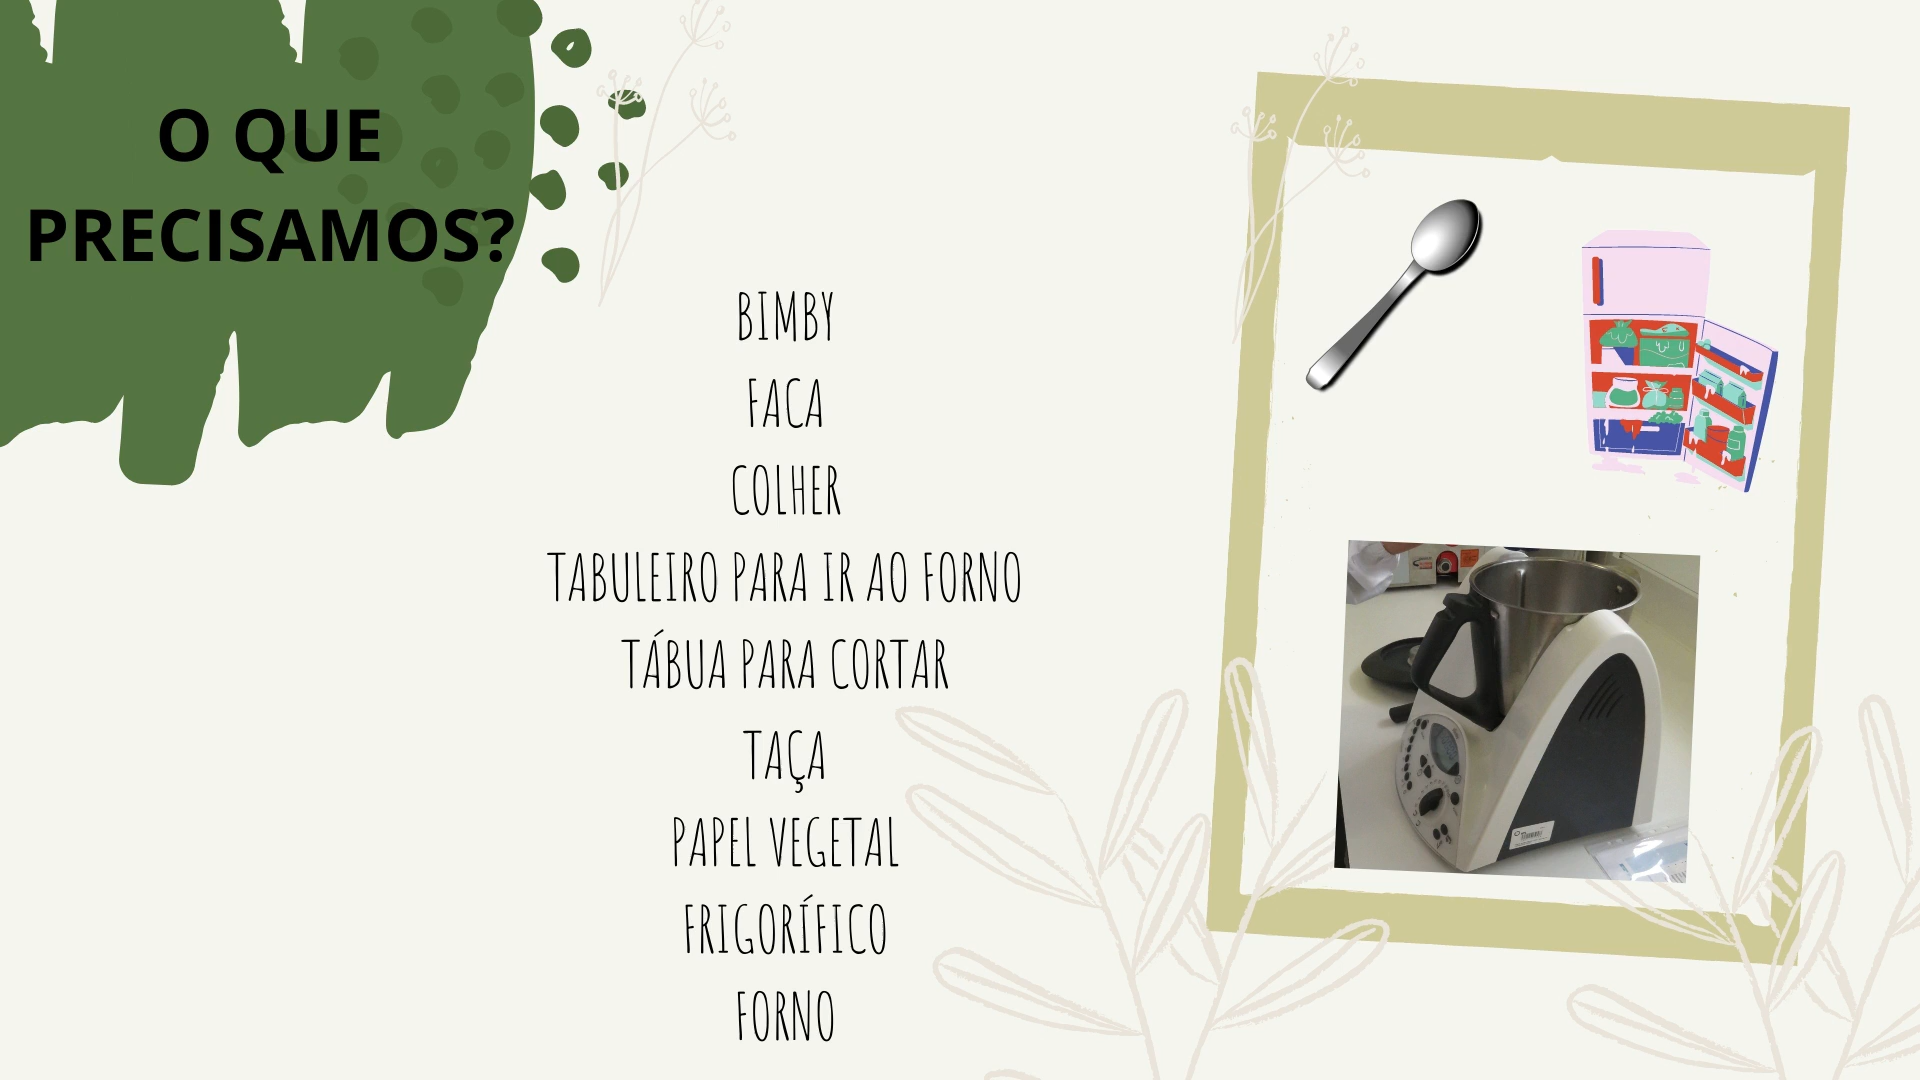 O QUE
PRECISAMOS?
BIMBY
FACA
COLHER
TABULEIRO PARA IR AO FORNO
TÁBUA PARA CORTAR
TAÇA
PAPEL VEGETAL
FRIGORÍFICO
FORNO